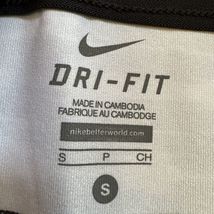 DRI-FIT
MADE IN CAMBODIA
FABRIQUE AU CAMBODGE
nikebetterworld.com
S P CH
S